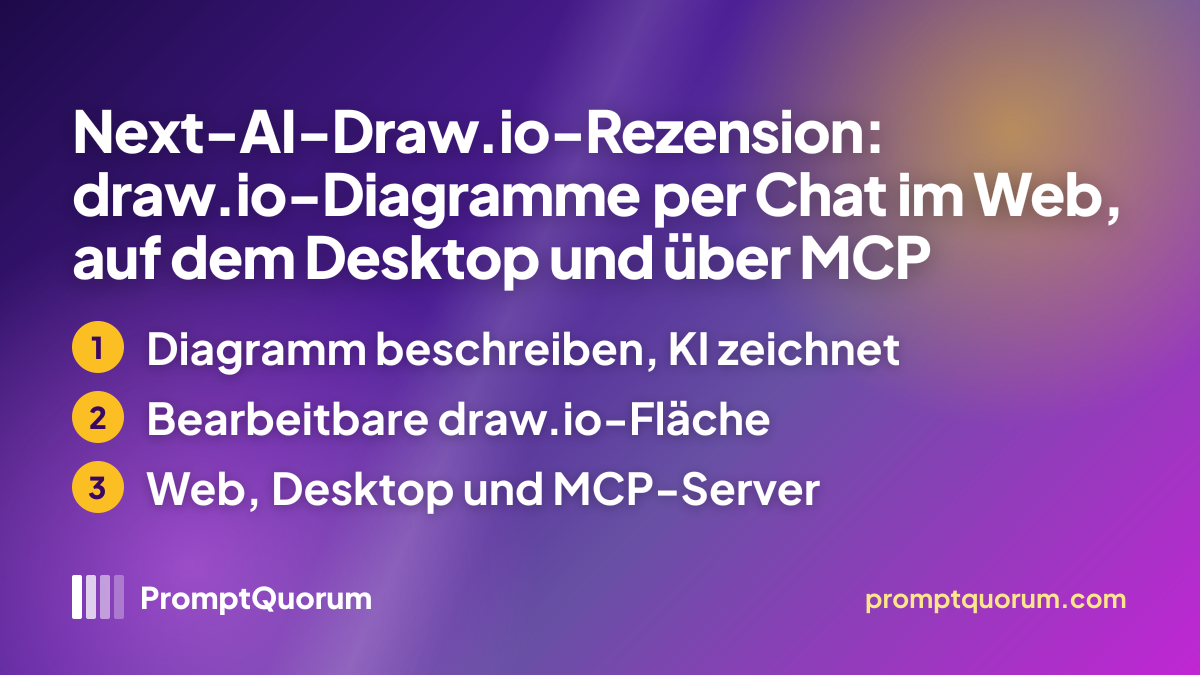 Next-AI-Draw.io-Rezension:
draw.io-Diagramme per Chat im Web,
auf dem Desktop und über MCP
1 Diagramm beschreiben, KI zeichnet
2 Bearbeitbare draw.io-Fläche
3 Web, Desktop und MCP-Server
PromptQuorum
promptquorum.com